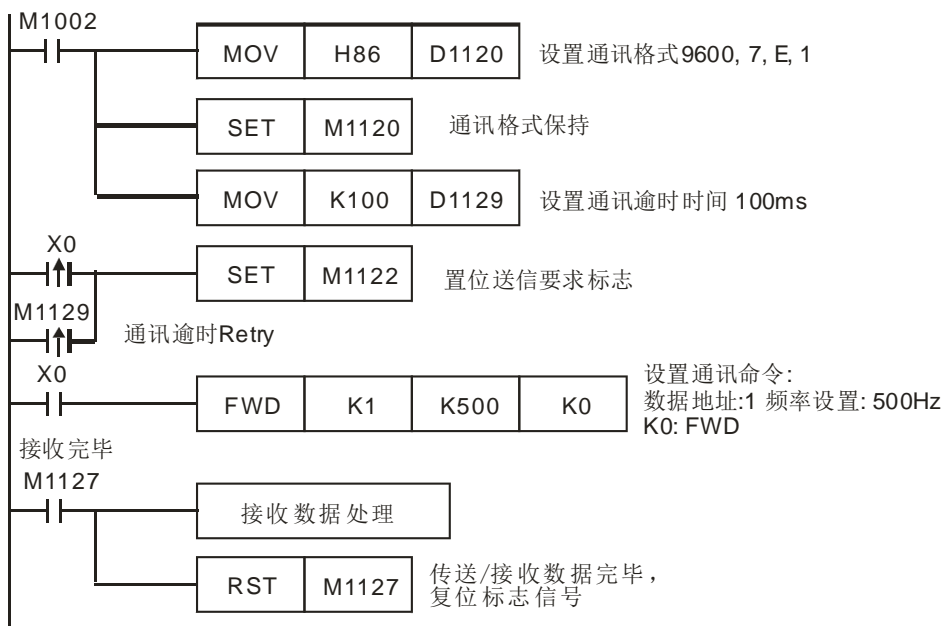 M1002
MOV H86 D1120 设置通讯格式9600, 7, E, 1
SET M1120 通讯格式保持
MOV K100 D1129 设置通讯逾时时间 100ms
X0
SET M1122 置位送信要求标志
M1129
通讯逾时Retry
X0
FWD K1 K500 K0
设置通讯命令:
数据地址:1 频率设置: 500Hz
K0: FWD
接收完毕
M1127
接收数据处理
RST M1127
传送/接收数据完毕，
复位标志信号